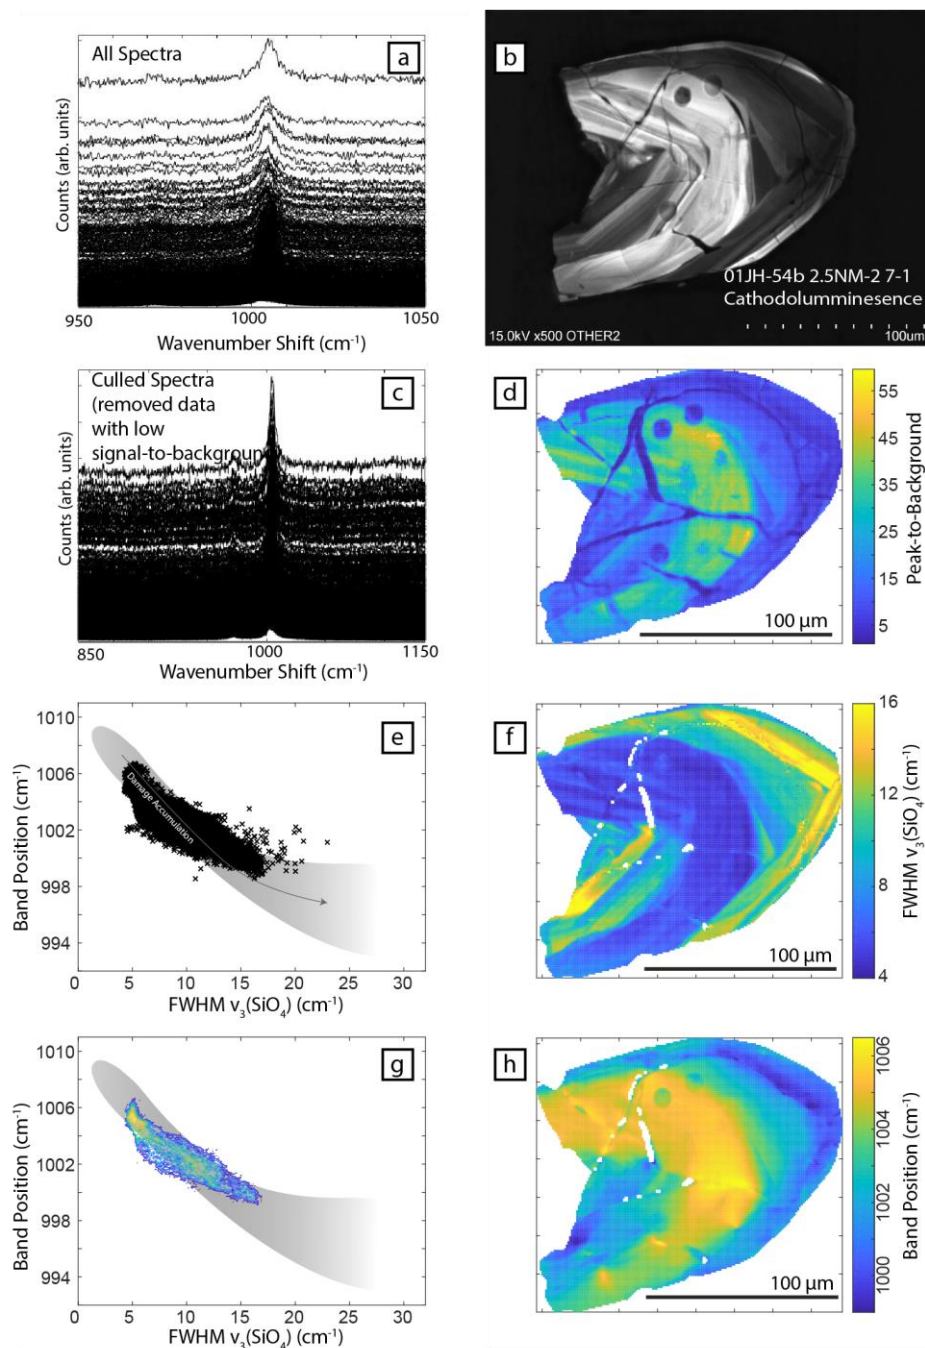 All Spectra
a
Counts (arb. units)
950
1000
1050
Wavenumber Shift (cm-1)
b
01JH-54b 2.5NM-2 7-1
Cathodolumminesence
15.0kV x500 OTHER2
100um
Culled Spectra
(removed data
with low
signal-to-background
c
Counts (arb. units)
850
1000
1150
Wavenumber Shift (cm-1)
d
100 µm
55
45
35
25
15
5
Peak-to-Background
e
1010
1006
1002
998
994
Band Position (cm-1)
Damage Accumulation
0
5
10
15
20
25
30
FWHM v3(SiO4) (cm-1)
f
100 µm
16
12
8
4
FWHM v3(SiO4) (cm-1)
g
1010
1006
1002
998
994
Band Position (cm-1)
0
5
10
15
20
25
30
FWHM v3(SiO4) (cm-1)
h
100 µm
1006
1004
1002
1000
Band Position (cm-1)